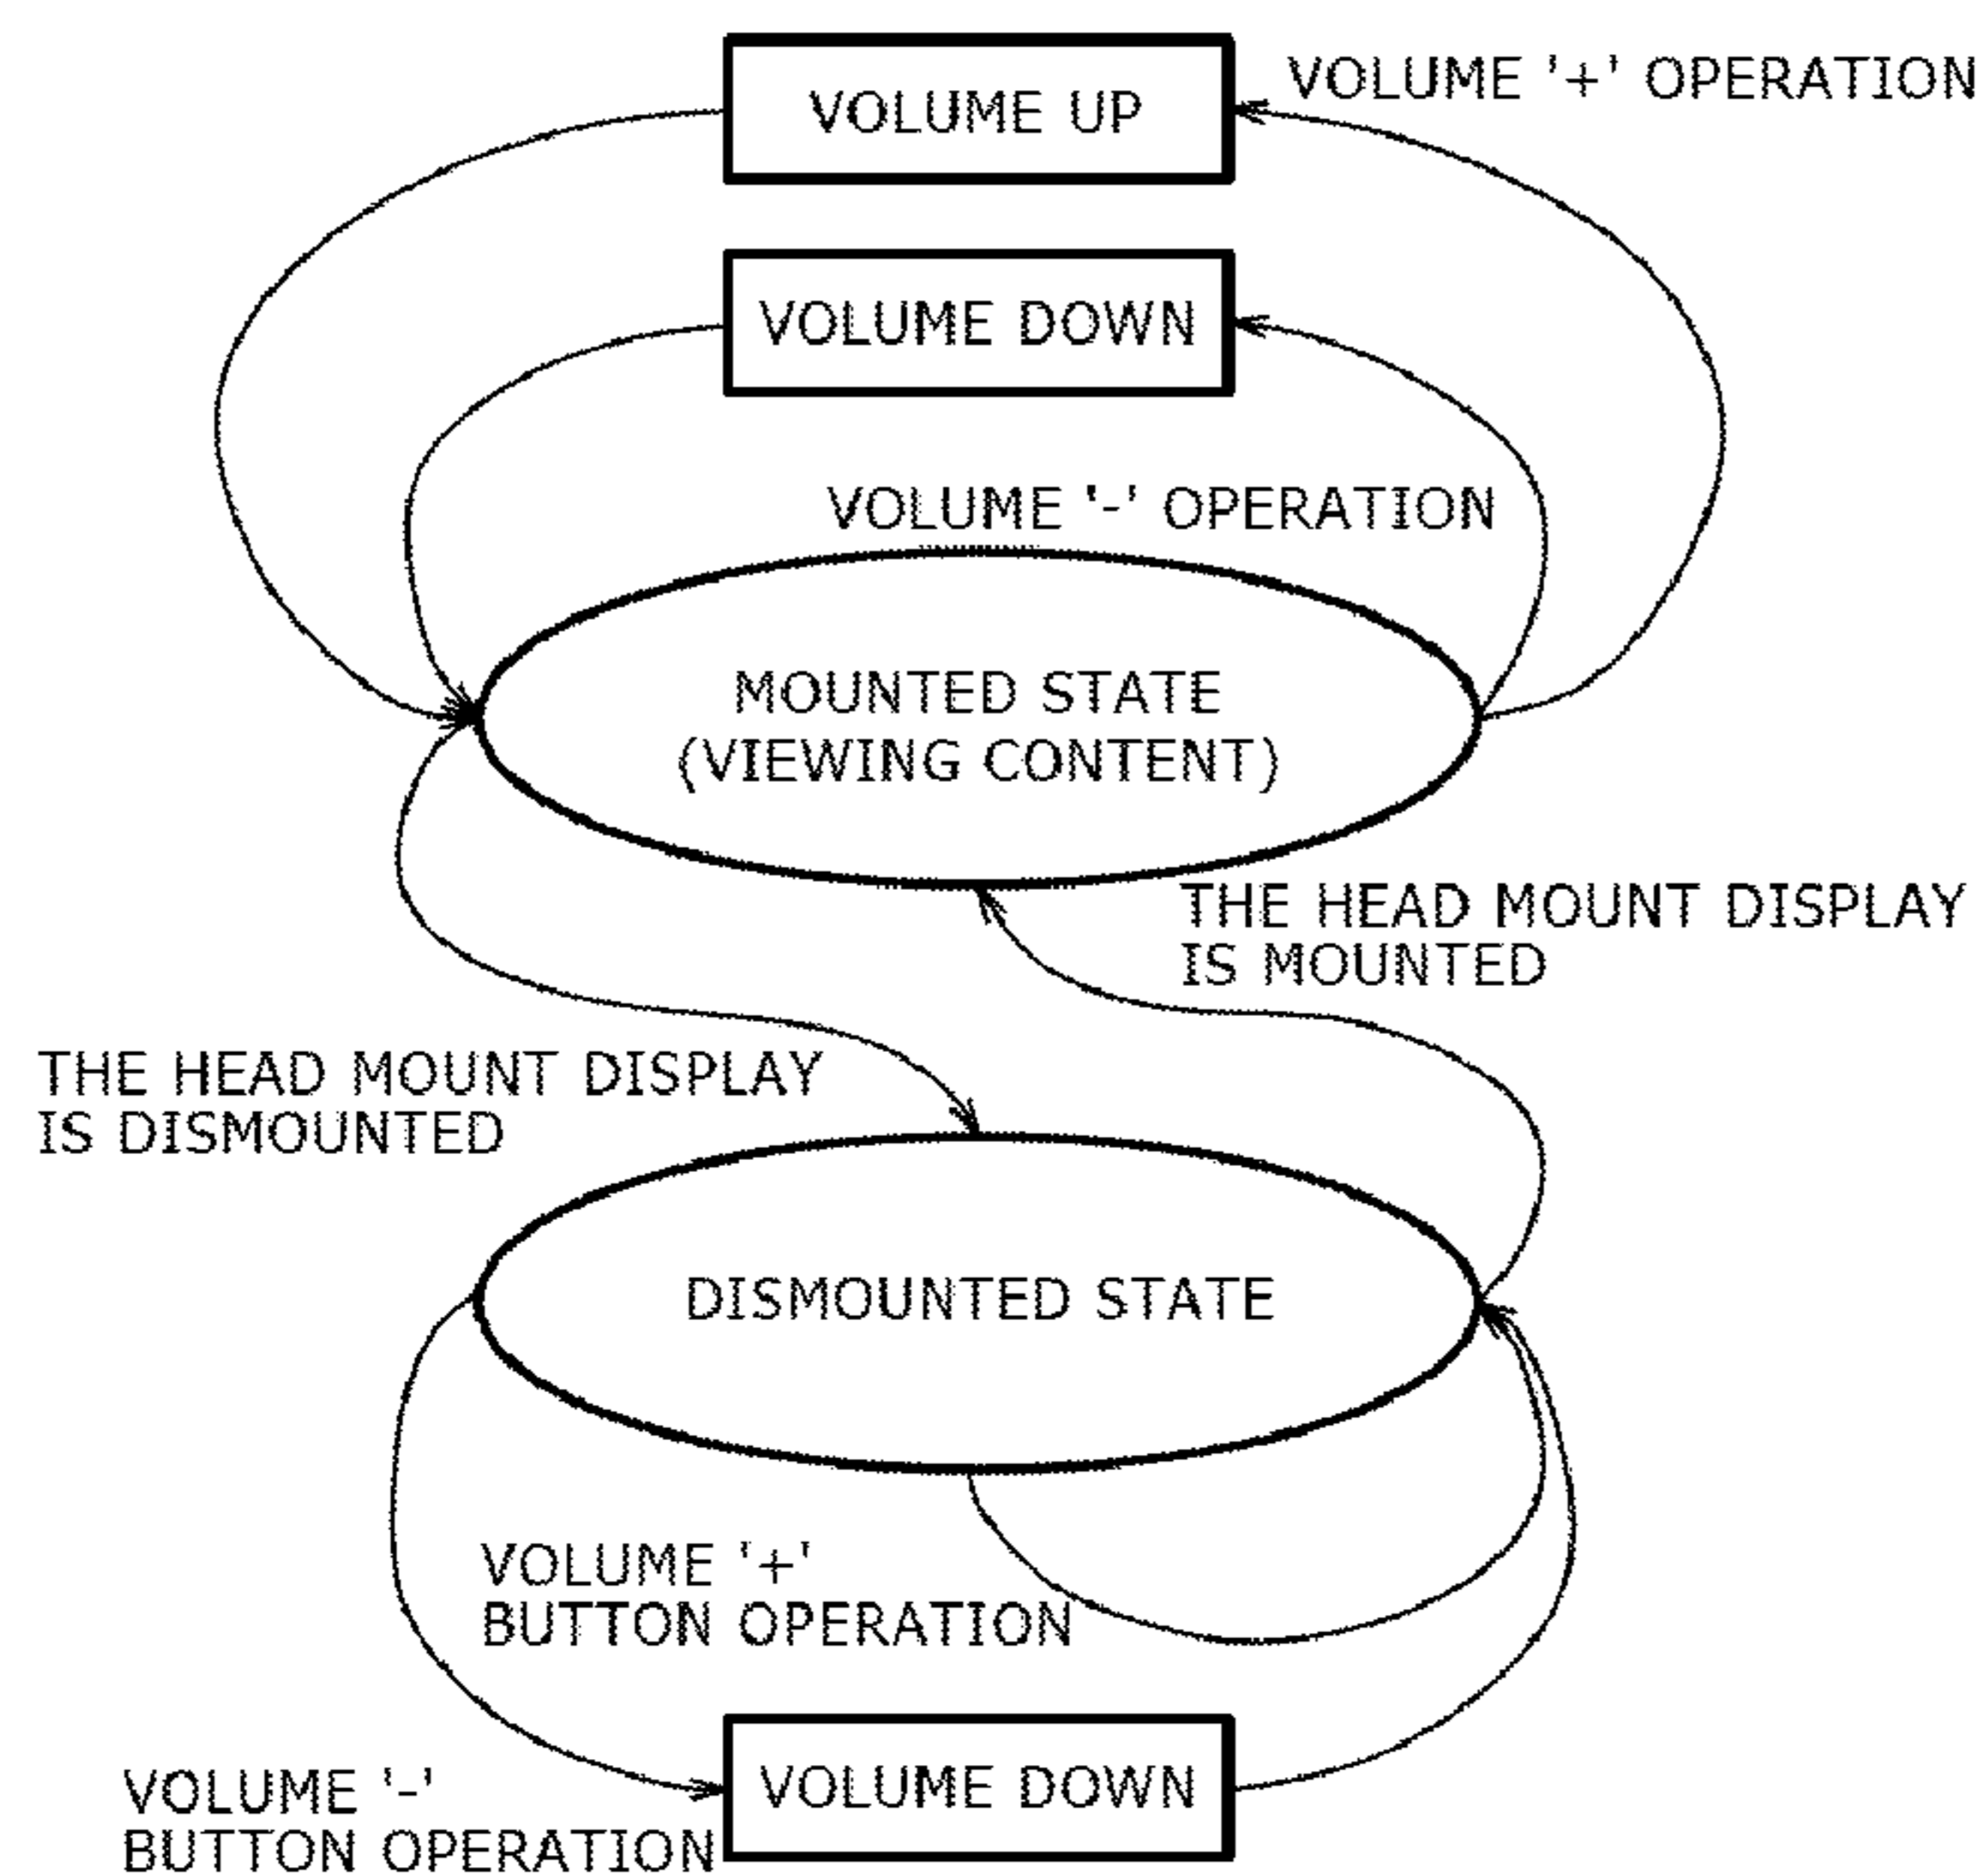 VOLUME UP
VOLUME '+' OPERATION
VOLUME DOWN
VOLUME '-' OPERATION
MOUNTED STATE
(VIEWING CONTENT)
THE HEAD MOUNT DISPLAY
IS MOUNTED
THE HEAD MOUNT DISPLAY
IS DISMOUNTED
DISMOUNTED STATE
VOLUME '+'
BUTTON OPERATION
VOLUME DOWN
VOLUME '-'
BUTTON OPERATION